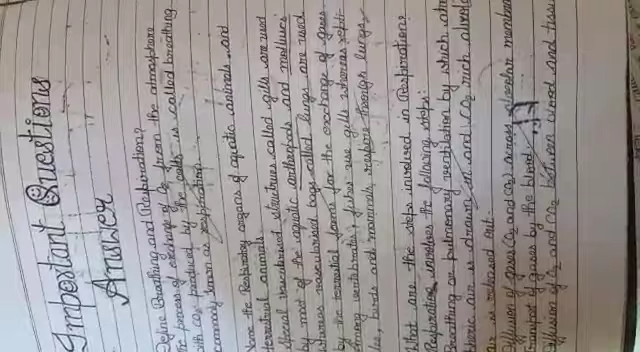 Important Questions
Answer
Define Breathing and Respiration?
The process of exchange of O2 from the atmosphere
with CO2 produced by the cells is called breathing
commonly known as respiration.
Name the Respiratory organs of aquatic animals and
terrestrial animals.
Special vascularised structures called gills are used
by most of the aquatic arthropods and molluscs
whereas vascularised bags called lungs are used
by the terrestrial forms for the exchange of gases.
Among vertebrates, fishes use gills whereas
birds and mammals respire through lungs.
What are the steps involved in Respiration?
Respiration involves the following steps:
Breathing or pulmonary ventilation by which
air is drawn in and CO2 rich
air is released out.
Diffusion of gases (O2 and CO2) across alveolar
Transport of gases by the blood
Diffusion of O2 and CO2 between blood and